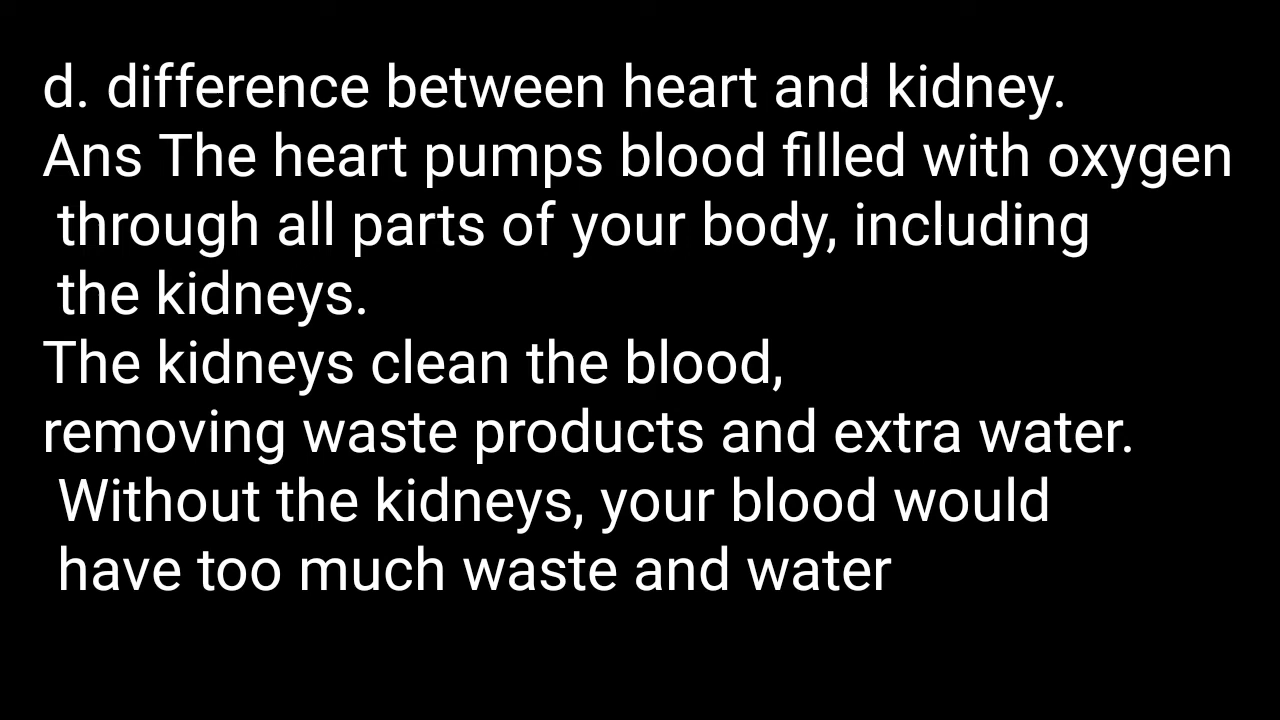 d. difference between heart and kidney.
Ans The heart pumps blood filled with oxygen
through all parts of your body, including
the kidneys.
The kidneys clean the blood,
removing waste products and extra water.
Without the kidneys, your blood would
have too much waste and water